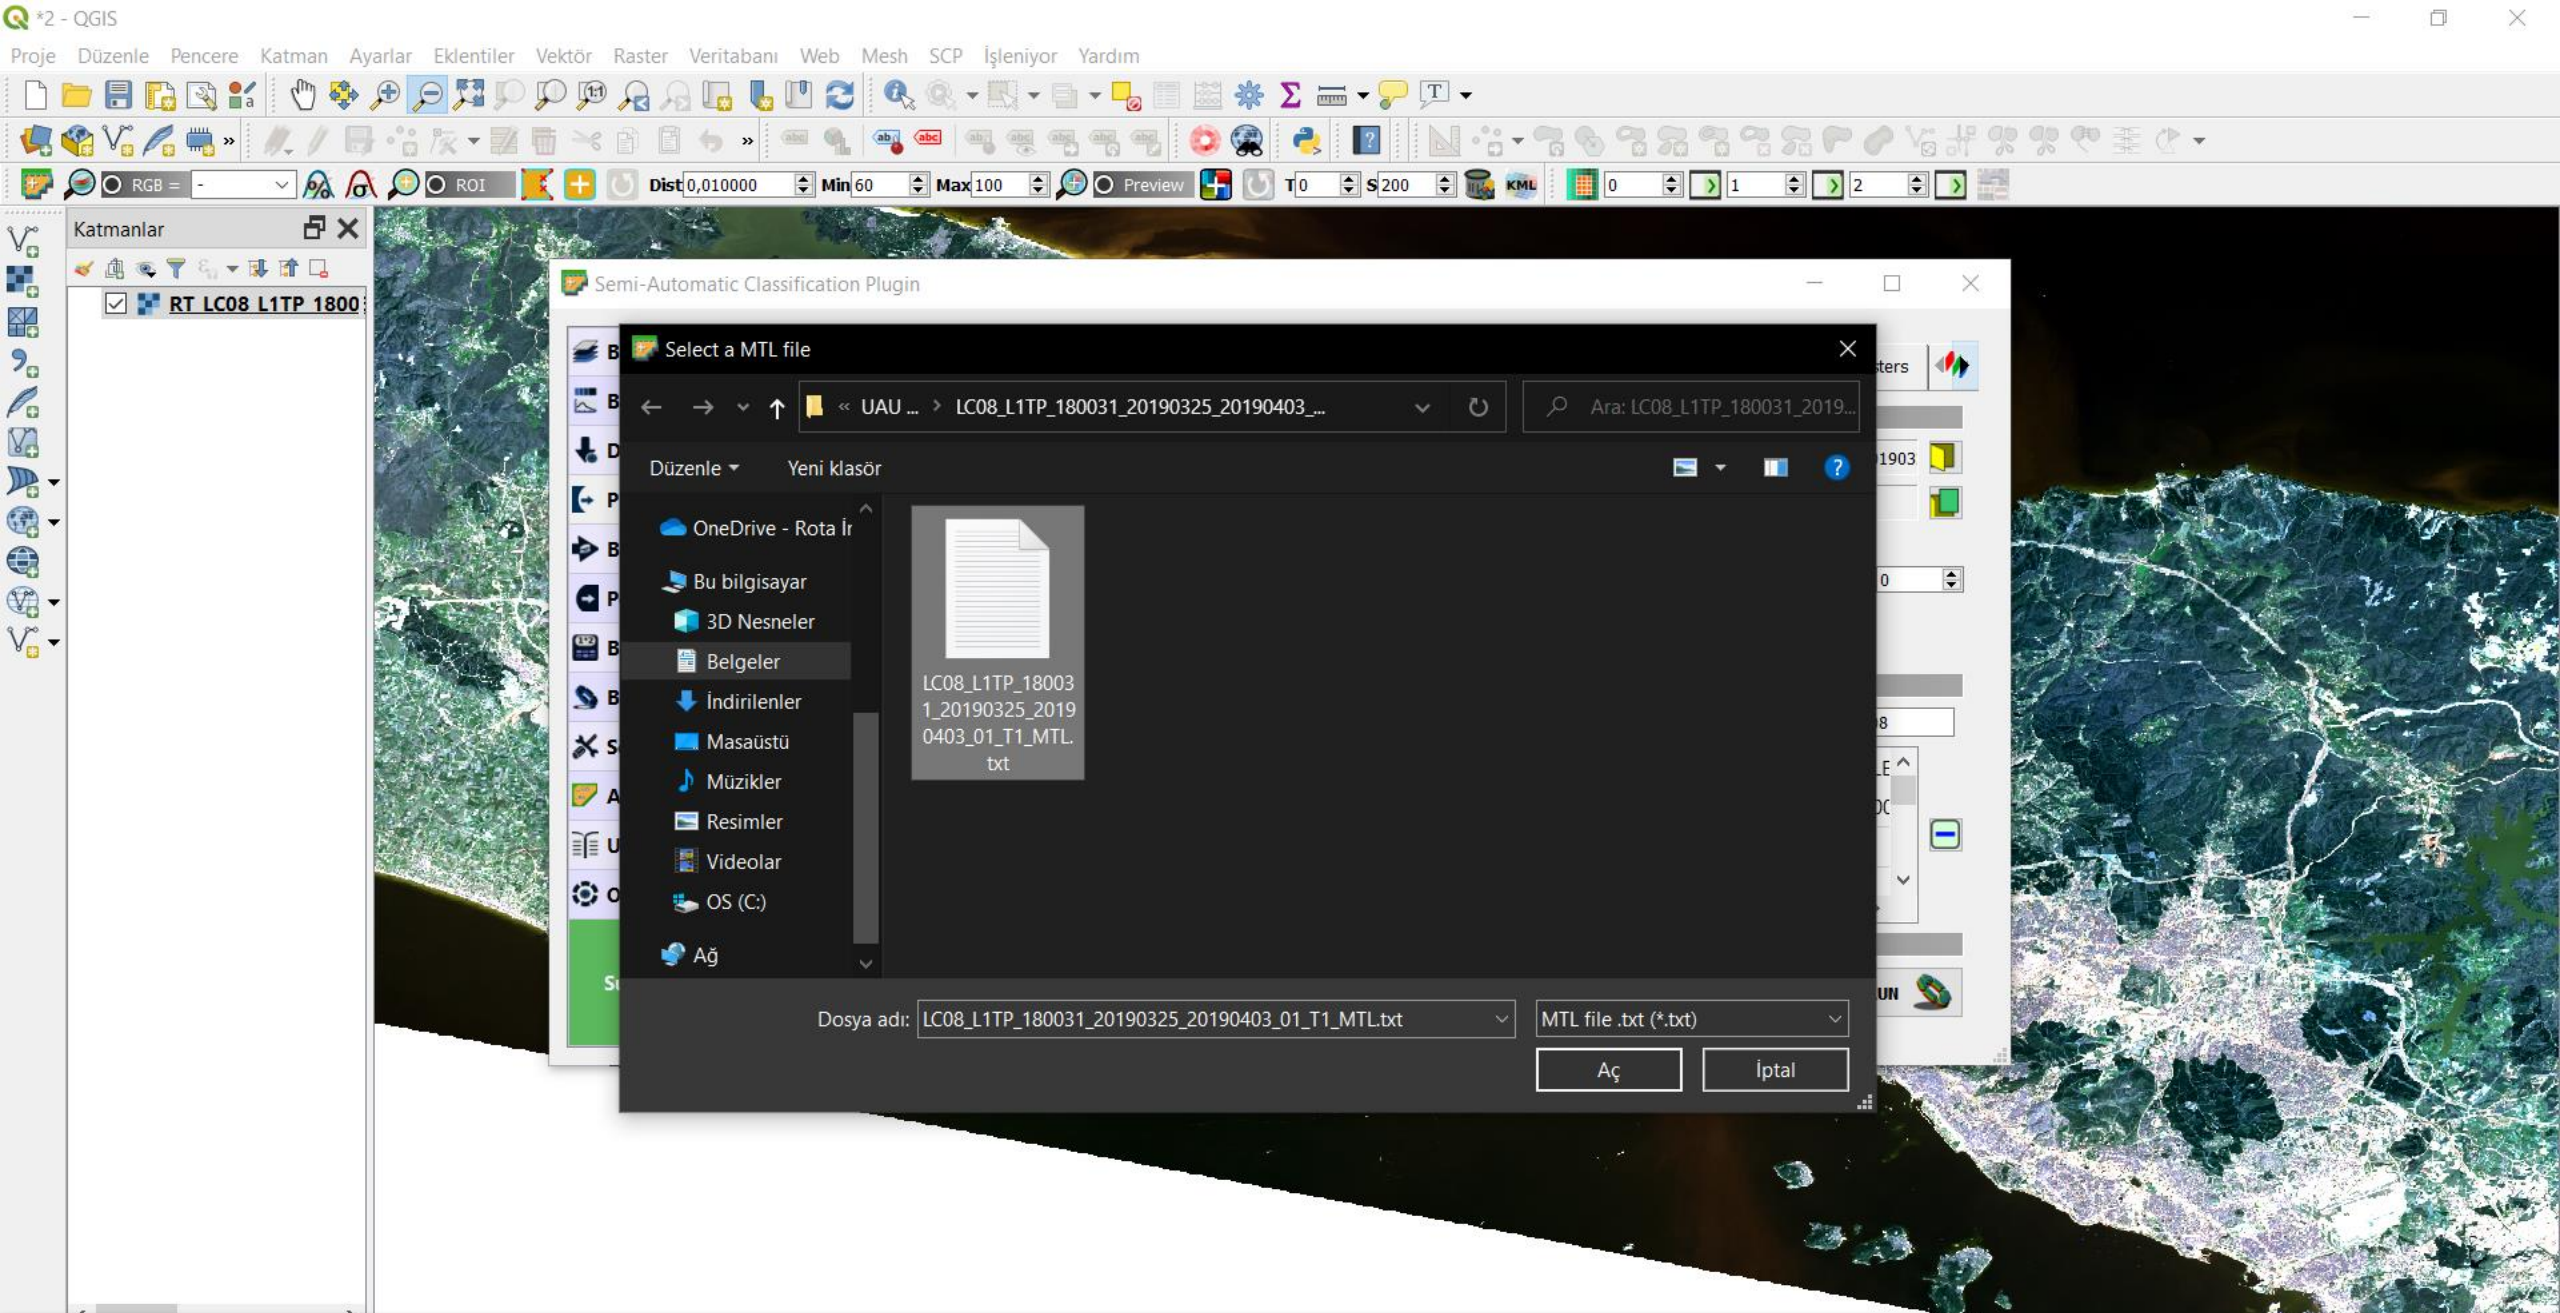 *2 - QGIS
Proje Düzenle Pencere Katman Ayarlar Eklentiler Vektör Raster Veritabanı Web Mesh SCP İşleniyor Yardım
RGB = - ROI Dist 0,010000 Min 60 Max 100 Preview T 0 S 200 KML 0 1 2
Katmanlar
RT_LC08_L1TP_1800
Semi-Automatic Classification Plugin
Select a MTL file
« UAU ... > LC08_L1TP_180031_20190325_20190403_...
Ara: LC08_L1TP_180031_2019...
Düzenle
Yeni klasör
OneDrive - Rota İr
Bu bilgisayar
3D Nesneler
Belgeler
İndirilenler
Masaüstü
Müzikler
Resimler
Videolar
OS (C:)
Ağ
LC08_L1TP_18003
1_20190325_2019
0403_01_T1_MTL.
txt
Dosya adı: LC08_L1TP_180031_20190325_20190403_01_T1_MTL.txt
MTL file .txt (*.txt)
Aç
İptal
sters
1903
0
8
UN